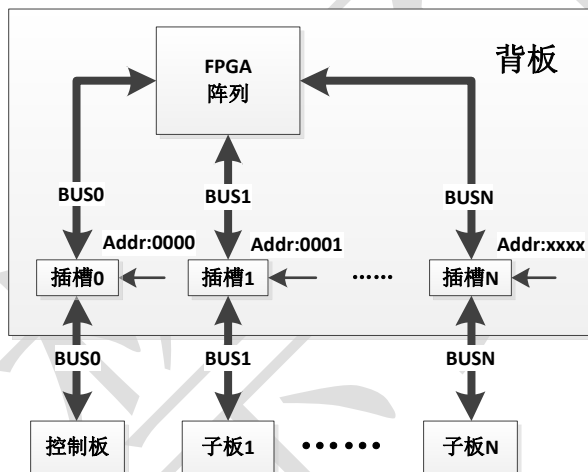 FPGA
阵列
背板
BUS0
BUS1
BUSN
Addr:0000
Addr:0001
Addr:xxxx
插槽0
插槽1
......
插槽N
BUS0
BUS1
BUSN
控制板
子板1
......
子板N